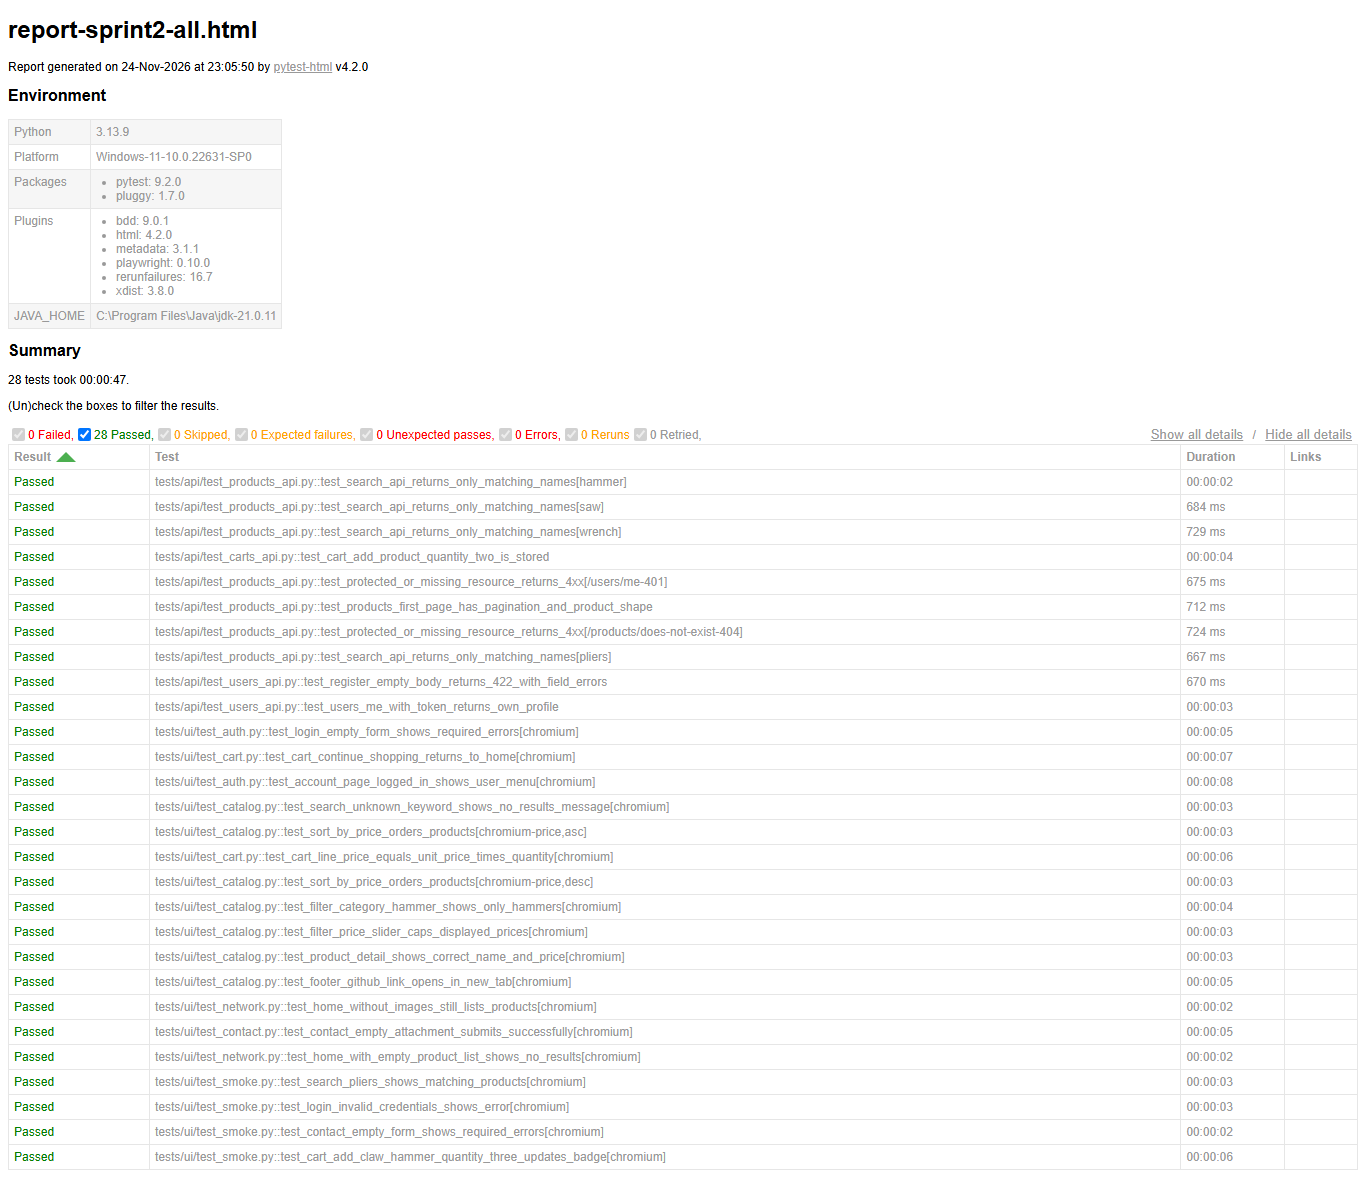 report-sprint2-all.html
Report generated on 24-Nov-2026 at 23:05:50 by pytest-html v4.2.0
Environment
Python 3.13.9
Platform Windows-11-10.0.22631-SP0
Packages
pytest: 9.2.0
pluggy: 1.7.0
Plugins
bdd: 9.0.1
html: 4.2.0
metadata: 3.1.1
playwright: 0.10.0
rerunfailures: 16.7
xdist: 3.8.0
JAVA_HOME C:\Program Files\Java\jdk-21.0.11
Summary
28 tests took 00:00:47.
(Un)check the boxes to filter the results.
0 Failed, 28 Passed, 0 Skipped, 0 Expected failures, 0 Unexpected passes, 0 Errors, 0 Reruns 0 Retried, Show all details / Hide all details
Result Test Duration Links
Passed tests/api/test_products_api.py::test_search_api_returns_only_matching_names[hammer] 00:00:02
Passed tests/api/test_products_api.py::test_search_api_returns_only_matching_names[saw] 684 ms
Passed tests/api/test_products_api.py::test_search_api_returns_only_matching_names[wrench] 729 ms
Passed tests/api/test_carts_api.py::test_cart_add_product_quantity_two_is_stored 00:00:04
Passed tests/api/test_products_api.py::test_protected_or_missing_resource_returns_4xx[/users/me-401] 675 ms
Passed tests/api/test_products_api.py::test_products_first_page_has_pagination_and_product_shape 712 ms
Passed tests/api/test_products_api.py::test_protected_or_missing_resource_returns_4xx[/products/does-not-exist-404] 724 ms
Passed tests/api/test_products_api.py::test_search_api_returns_only_matching_names[pliers] 667 ms
Passed tests/api/test_users_api.py::test_register_empty_body_returns_422_with_field_errors 670 ms
Passed tests/api/test_users_api.py::test_users_me_with_token_returns_own_profile 00:00:03
Passed tests/ui/test_auth.py::test_login_empty_form_shows_required_errors[chromium] 00:00:05
Passed tests/ui/test_cart.py::test_cart_continue_shopping_returns_to_home[chromium] 00:00:07
Passed tests/ui/test_auth.py::test_account_page_logged_in_shows_user_menu[chromium] 00:00:08
Passed tests/ui/test_catalog.py::test_search_unknown_keyword_shows_no_results_message[chromium] 00:00:03
Passed tests/ui/test_catalog.py::test_sort_by_price_orders_products[chromium-price,asc] 00:00:03
Passed tests/ui/test_cart.py::test_cart_line_price_equals_unit_price_times_quantity[chromium] 00:00:06
Passed tests/ui/test_catalog.py::test_sort_by_price_orders_products[chromium-price,desc] 00:00:03
Passed tests/ui/test_catalog.py::test_filter_category_hammer_shows_only_hammers[chromium] 00:00:04
Passed tests/ui/test_catalog.py::test_filter_price_slider_caps_displayed_prices[chromium] 00:00:03
Passed tests/ui/test_catalog.py::test_product_detail_shows_correct_name_and_price[chromium] 00:00:03
Passed tests/ui/test_catalog.py::test_footer_github_link_opens_in_new_tab[chromium] 00:00:05
Passed tests/ui/test_network.py::test_home_without_images_still_lists_products[chromium] 00:00:02
Passed tests/ui/test_contact.py::test_contact_empty_attachment_submits_successfully[chromium] 00:00:05
Passed tests/ui/test_network.py::test_home_with_empty_product_list_shows_no_results[chromium] 00:00:02
Passed tests/ui/test_smoke.py::test_search_pliers_shows_matching_products[chromium] 00:00:03
Passed tests/ui/test_smoke.py::test_login_invalid_credentials_shows_error[chromium] 00:00:03
Passed tests/ui/test_smoke.py::test_contact_empty_form_shows_required_errors[chromium] 00:00:02
Passed tests/ui/test_smoke.py::test_cart_add_claw_hammer_quantity_three_updates_badge[chromium] 00:00:06